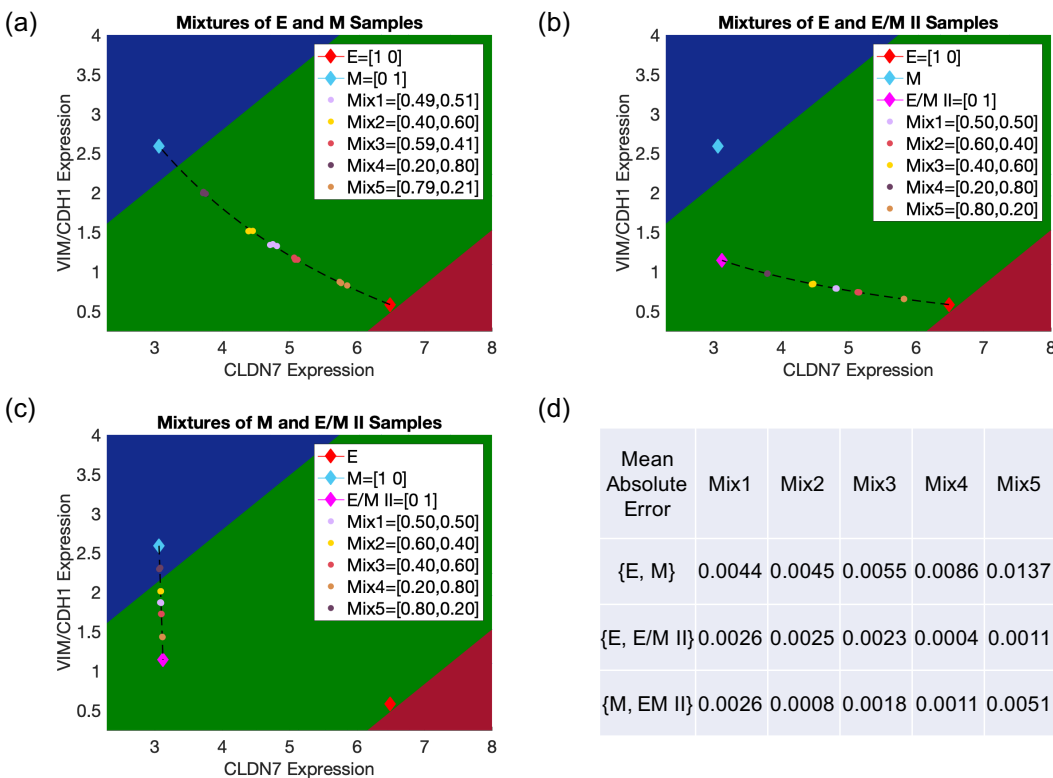 (a)
Mixtures of E and M Samples
4
3.5
3
2.5
2
1.5
1
0.5
VIM/CDH1 Expression
E=[1 0]
M=[0 1]
Mix1=[0.49,0.51]
Mix2=[0.40,0.60]
Mix3=[0.59,0.41]
Mix4=[0.20,0.80]
Mix5=[0.79,0.21]
3 4 5 6 7 8
CLDN7 Expression
(b)
Mixtures of E and E/M II Samples
4
3.5
3
2.5
2
1.5
1
0.5
VIM/CDH1 Expression
E=[1 0]
M
E/M II=[0 1]
Mix1=[0.50,0.50]
Mix2=[0.60,0.40]
Mix3=[0.40,0.60]
Mix4=[0.20,0.80]
Mix5=[0.80,0.20]
3 4 5 6 7 8
CLDN7 Expression
(c)
Mixtures of M and E/M II Samples
4
3.5
3
2.5
2
1.5
1
0.5
VIM/CDH1 Expression
E
M=[1 0]
E/M II=[0 1]
Mix1=[0.50,0.50]
Mix2=[0.60,0.40]
Mix3=[0.40,0.60]
Mix4=[0.20,0.80]
Mix5=[0.80,0.20]
3 4 5 6 7 8
CLDN7 Expression
(d)
Mean
Absolute
Error
Mix1 Mix2 Mix3 Mix4 Mix5
{E, M} 0.0044 0.0045 0.0055 0.0086 0.0137
{E, E/M II} 0.0026 0.0025 0.0023 0.0004 0.0011
{M, EM II} 0.0026 0.0008 0.0018 0.0011 0.0051